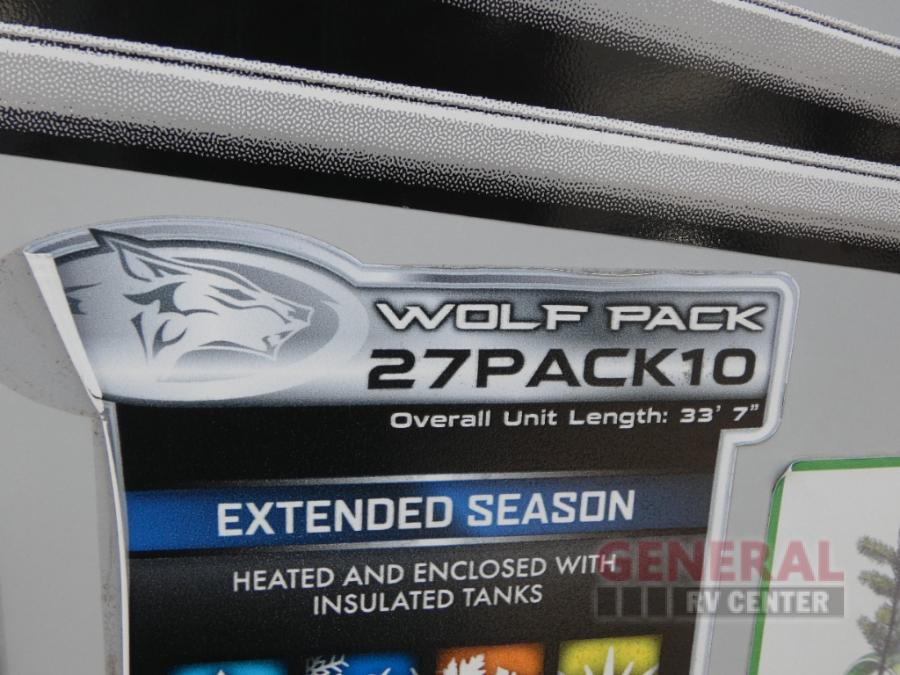 WOLF PACK
27PACK10
Overall Unit Length: 33' 7"
EXTENDED SEASON
HEATED AND ENCLOSED WITH
INSULATED TANKS
GENERAL
RV CENTER